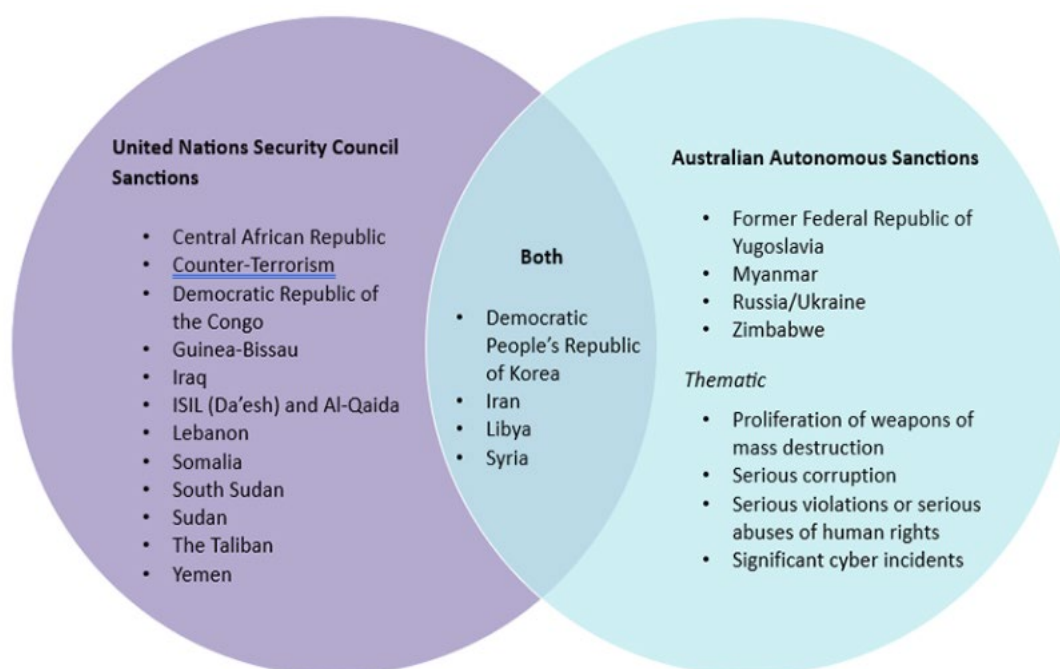 United Nations Security Council
Sanctions
• Central African Republic
• Counter-Terrorism
• Democratic Republic of
the Congo
• Guinea-Bissau
• Iraq
• ISIL (Da’esh) and Al-Qaida
• Lebanon
• Somalia
• South Sudan
• Sudan
• The Taliban
• Yemen
Both
• Democratic
People’s Republic
of Korea
• Iran
• Libya
• Syria
Australian Autonomous Sanctions
• Former Federal Republic of
Yugoslavia
• Myanmar
• Russia/Ukraine
• Zimbabwe
Thematic
• Proliferation of weapons of
mass destruction
• Serious corruption
• Serious violations or serious
abuses of human rights
• Significant cyber incidents